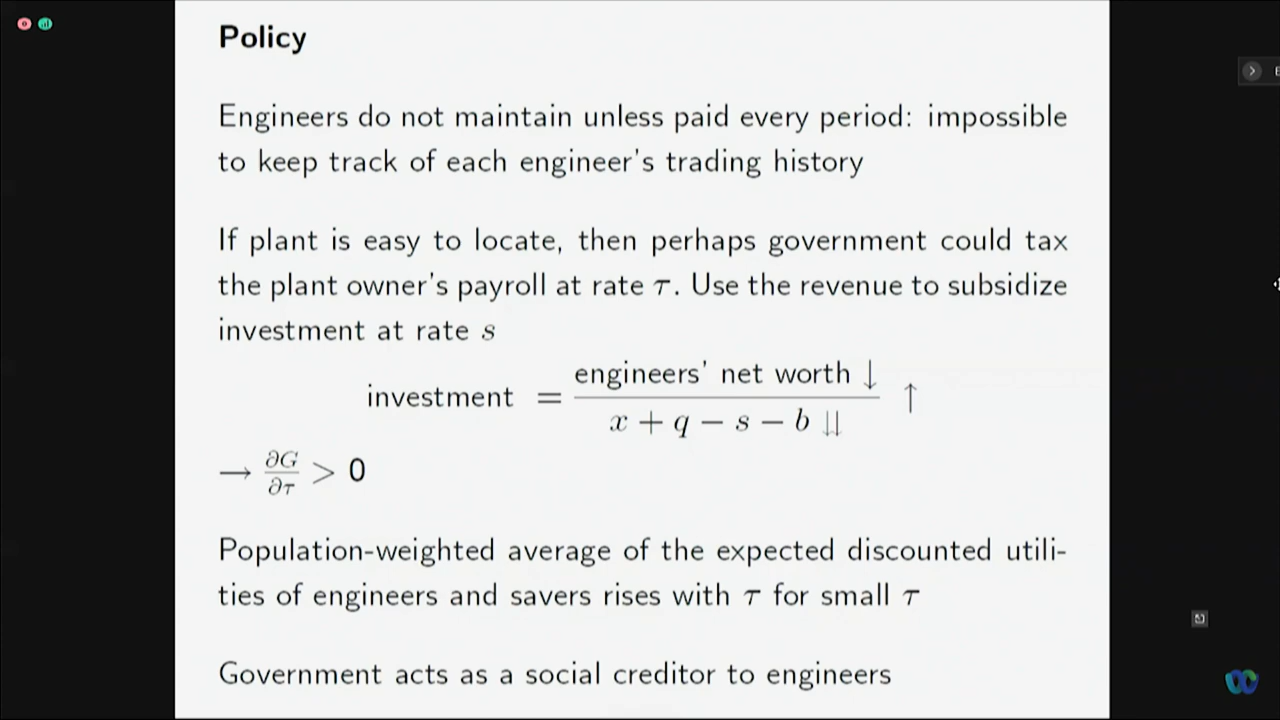 Policy
Engineers do not maintain unless paid every period: impossible
to keep track of each engineer's trading history
If plant is easy to locate, then perhaps government could tax
the plant owner's payroll at rate τ. Use the revenue to subsidize
investment at rate s
investment = engineers' net worth ↓ / x + q − s − b ⇊ ↑
→ ∂G/∂τ > 0
Population-weighted average of the expected discounted utili-
ties of engineers and savers rises with τ for small τ
Government acts as a social creditor to engineers